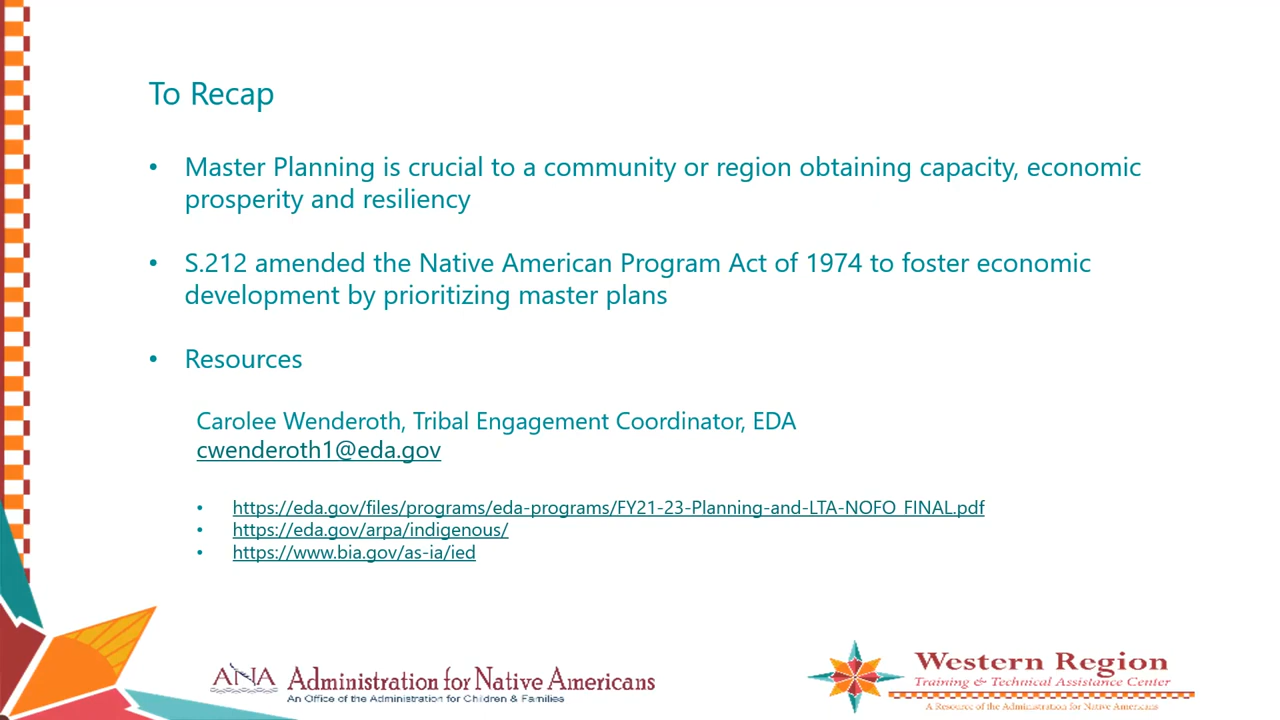 To Recap
• Master Planning is crucial to a community or region obtaining capacity, economic
prosperity and resiliency
• S.212 amended the Native American Program Act of 1974 to foster economic
development by prioritizing master plans
• Resources
Carolee Wenderoth, Tribal Engagement Coordinator, EDA
cwenderoth1@eda.gov
• https://eda.gov/files/programs/eda-programs/FY21-23-Planning-and-LTA-NOFO_FINAL.pdf
• https://eda.gov/arpa/indigenous/
• https://www.bia.gov/as-ia/ied
ANA Administration for Native Americans
An Office of the Administration for Children & Families
Western Region
Training & Technical Assistance Center
A Resource of the Administration for Native Americans